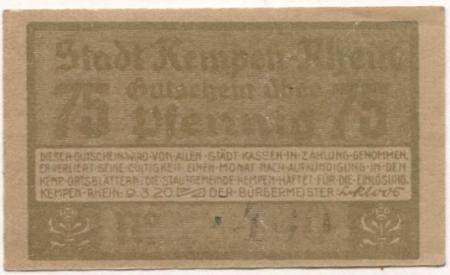 Stadt Kempen-Rhein
Gutschein über
75 Pfennig 75
DIESER·GUTSCHEIN·WIRD·VON·ALLEN·STADT·KASSEN·IN·ZAHLUNG·GENOMMEN,
ER·VERLIERT·SEINE·GÜLTIGKEIT·EINEN·MONAT·NACH·AUFKÜNDIGUNG·IN·DEN
KEMP·ORTSBLÄTTERN. DIE·STADTGEMEINDE·KEMPEN·HAFTET·FÜR·DIE·EINLÖSUNG.
KEMPEN-RHEIN: 9.3.20. DER·BÜRGERMEISTER